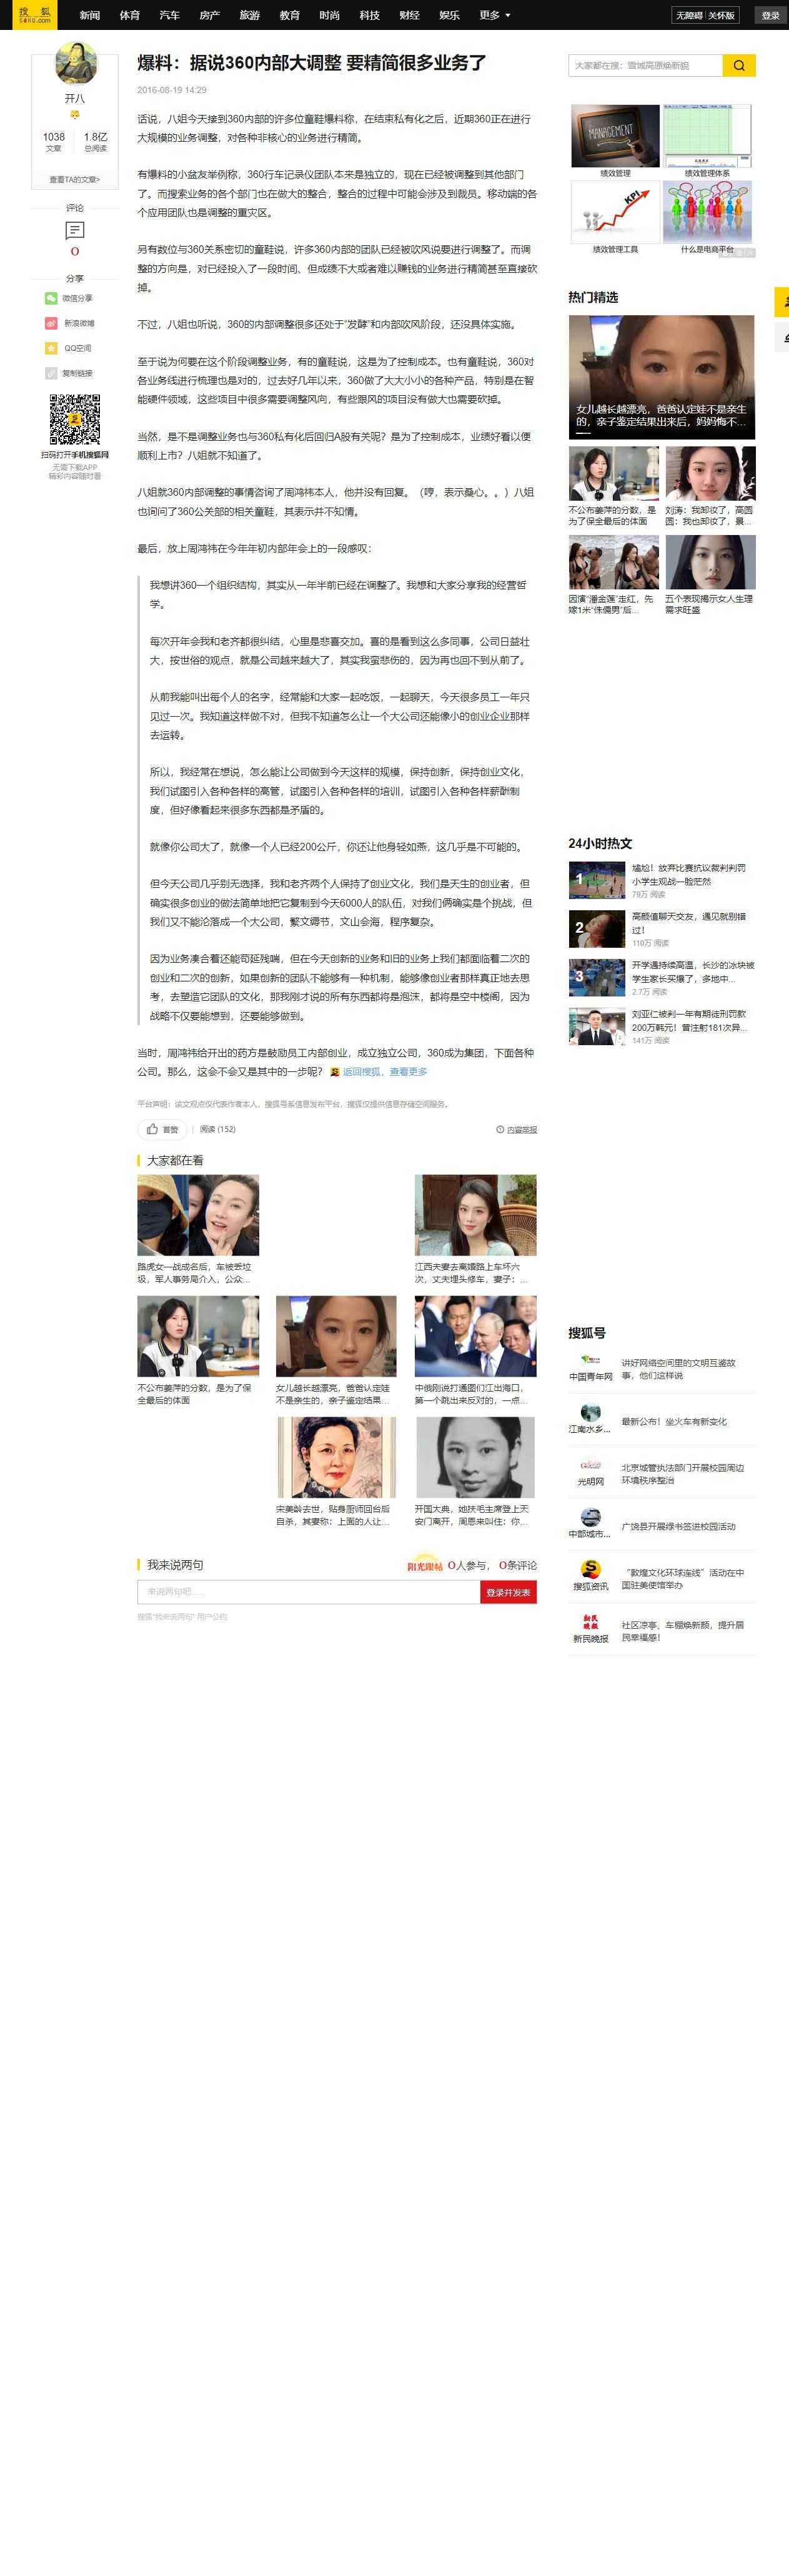 搜狐
SOHU.com
新闻 体育 汽车 房产 旅游 教育 时尚 科技 财经 娱乐 更多
无障碍 关怀版
登录
开八
1038
文章
1.8亿
总阅读
查看TA的文章>
评论
0
分享
微信分享
新浪微博
QQ空间
复制链接
扫码打开手机搜狐网
无需下载APP
精彩内容随时看
爆料：据说360内部大调整 要精简很多业务了
2016-08-19 14:29
话说，八姐今天接到360内部的许多位童鞋爆料称，在结束私有化之后，近期360正在进行
大规模的业务调整，对各种非核心的业务进行精简。
有爆料的小盆友举例称，360行车记录仪团队本来是独立的，现在已经被调整到其他部门
了。而搜索业务的各个部门也在做大的整合，整合的过程中可能会涉及到裁员。移动端的各
个应用团队也是调整的重灾区。
另有数位与360关系密切的童鞋说，许多360内部的团队已经被吹风说要进行调整了。而调
整的方向是，对已经投入了一段时间、但成绩不大或者难以赚钱的业务进行精简甚至直接砍
掉。
不过，八姐也听说，360的内部调整很多还处于“发酵”和内部吹风阶段，还没具体实施。
至于说为何要在这个阶段调整业务，有的童鞋说，这是为了控制成本。也有童鞋说，360对
各业务线进行梳理也是对的，过去好几年以来，360做了大大小小的各种产品，特别是在智
能硬件领域，这些项目中很多需要调整风向，有些跟风的项目没有做大也需要砍掉。
当然，是不是调整业务也与360私有化后回归A股有关呢？是为了控制成本，业绩好看以便
顺利上市？八姐就不知道了。
八姐就360内部调整的事情咨询了周鸿祎本人，他并没有回复。（哼，表示桑心。。）八姐
也询问了360公关部的相关童鞋，其表示并不知情。
最后，放上周鸿祎在今年年初内部年会上的一段感叹：
我想讲360一个组织结构，其实从一年半前已经在调整了。我想和大家分享我的经营哲
学。
每次开年会我和老齐都很纠结，心里是悲喜交加。喜的是看到这么多同事，公司日益壮
大，按世俗的观点，就是公司越来越大了，其实我蛮悲伤的，因为再也回不到从前了。
从前我能叫出每个人的名字，经常能和大家一起吃饭，一起聊天，今天很多员工一年只
见过一次。我知道这样做不对，但我不知道怎么让一个大公司还能像小的创业企业那样
去运转。
所以，我经常在想说，怎么能让公司做到今天这样的规模，保持创新，保持创业文化，
我们试图引入各种各样的高管，试图引入各种各样的培训，试图引入各种各样薪酬制
度，但好像看起来很多东西都是矛盾的。
就像你公司大了，就像一个人已经200公斤，你还让他身轻如燕，这几乎是不可能的。
但今天公司几乎别无选择，我和老齐两个人保持了创业文化，我们是天生的创业者，但
确实很多创业的做法简单地把它复制到今天6000人的队伍，对我们俩确实是个挑战，但
我们又不能沦落成一个大公司，繁文缛节，文山会海，程序复杂。
因为业务凑合着还能苟延残喘，但在今天创新的业务和旧的业务上我们都面临着二次的
创业和二次的创新，如果创新的团队不能够有一种机制，能够像创业者那样真正地去思
考，去塑造它团队的文化，那我刚才说的所有东西都将是泡沫，都将是空中楼阁，因为
战略不仅要能想到，还要能够做到。
当时，周鸿祎给开出的药方是鼓励员工内部创业，成立独立公司，360成为集团，下面各种
公司。那么，这会不会又是其中的一步呢？ 返回搜狐，查看更多
平台声明：该文观点仅代表作者本人，搜狐号系信息发布平台，搜狐仅提供信息存储空间服务。
首赞
阅读 (152)
内容举报
大家都在看
路虎女一战成名后，车被丢垃
圾，军人事务局介入，公众...
江西夫妻去离婚路上车坏六
次，丈夫埋头修车，妻子：...
不公布姜萍的分数，是为了保
全最后的体面
女儿越长越漂亮，爸爸认定娃
不是亲生的，亲子鉴定结果...
中俄刚说打通图们江出海口，
第一个跳出来反对的，一点...
宋美龄去世，贴身厨师回台后
自杀，其妻称：上面的人让...
开国大典，她扶毛主席登上天
安门离开，周恩来叫住：你...
我来说两句
阳光跟帖
0人参与， 0条评论
来说两句吧......
登录并发表
搜狐“我来说两句” 用户公约
大家都在搜：雪域高原焕新貌
MANAGEMENT
绩效管理
绩效管理体系
KPI
绩效管理工具
什么是电商平台
热门精选
女儿越长越漂亮，爸爸认定娃不是亲生
的，亲子鉴定结果出来后，妈妈悔不...
不公布姜萍的分数，是
为了保全最后的体面
刘涛：我卸妆了，高圆
圆：我也卸妆了，景...
因演“潘金莲”走红，先
嫁1米“侏儒男”后...
五个表现揭示女人生理
需求旺盛
24小时热文
1
尴尬！放弃比赛抗议裁判判罚
小学生观战一脸茫然
79万 阅读
2
高颜值聊天交友，遇见就别错
过！
110万 阅读
3
开学遇持续高温，长沙的冰块被
学生家长买爆了，多地中...
2.7万 阅读
刘亚仁被判一年有期徒刑罚款
200万韩元！曾注射181次异...
141万 阅读
搜狐号
中国青年网
讲好网络空间里的文明互鉴故
事，他们这样说
江南水乡...
最新公布！坐火车有新变化
光明网
北京城管执法部门开展校园周边
环境秩序整治
中部城市...
广饶县开展绿书签进校园活动
搜狐资讯
“敦煌文化环球连线”活动在中
国驻美使馆举办
新民晚报
新民晚报
社区凉亭、车棚焕新颜，提升居
民幸福感！